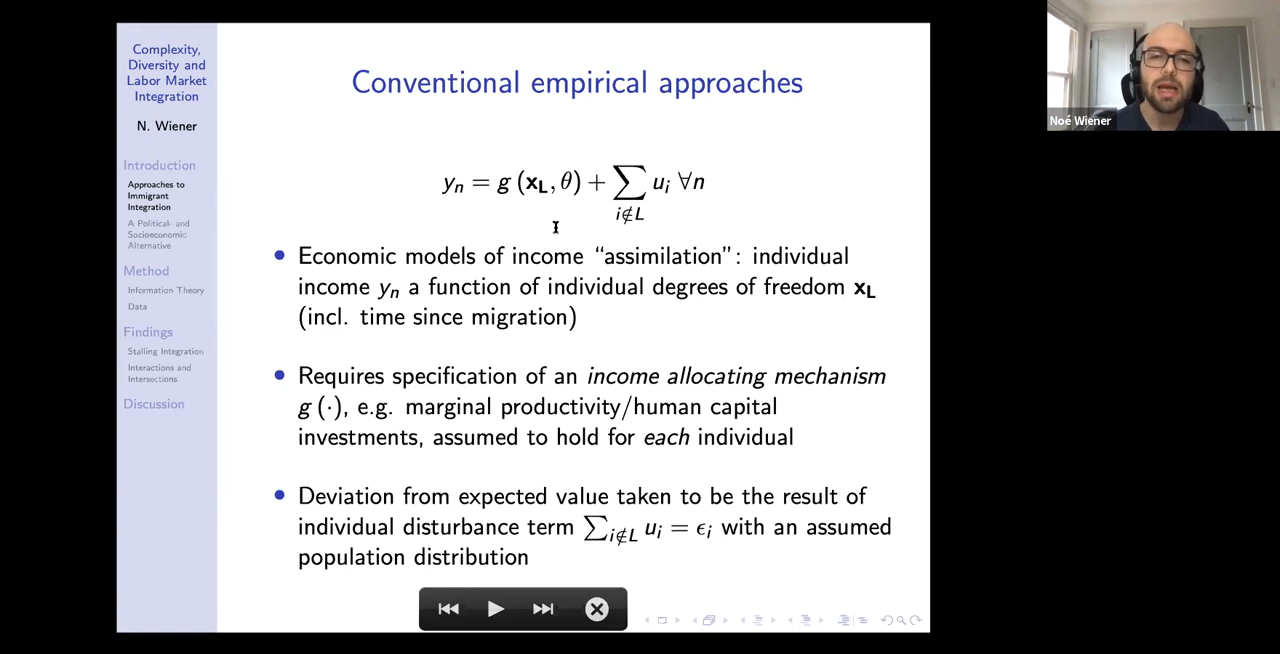 Complexity,
Diversity and
Labor Market
Integration
N. Wiener
Introduction
Approaches to
Immigrant
Integration
A Political- and
Socioeconomic
Alternative
Method
Information Theory
Data
Findings
Stalling Integration
Interactions and
Intersections
Discussion
Conventional empirical approaches
yₙ = g (x_L, θ) + ∑ uᵢ ∀n
i∉L
• Economic models of income “assimilation”: individual
income yₙ a function of individual degrees of freedom x_L
(incl. time since migration)
• Requires specification of an income allocating mechanism
g (·), e.g. marginal productivity/human capital
investments, assumed to hold for each individual
• Deviation from expected value taken to be the result of
individual disturbance term ∑_{i∉L} uᵢ = ϵᵢ with an assumed
population distribution
Noé Wiener